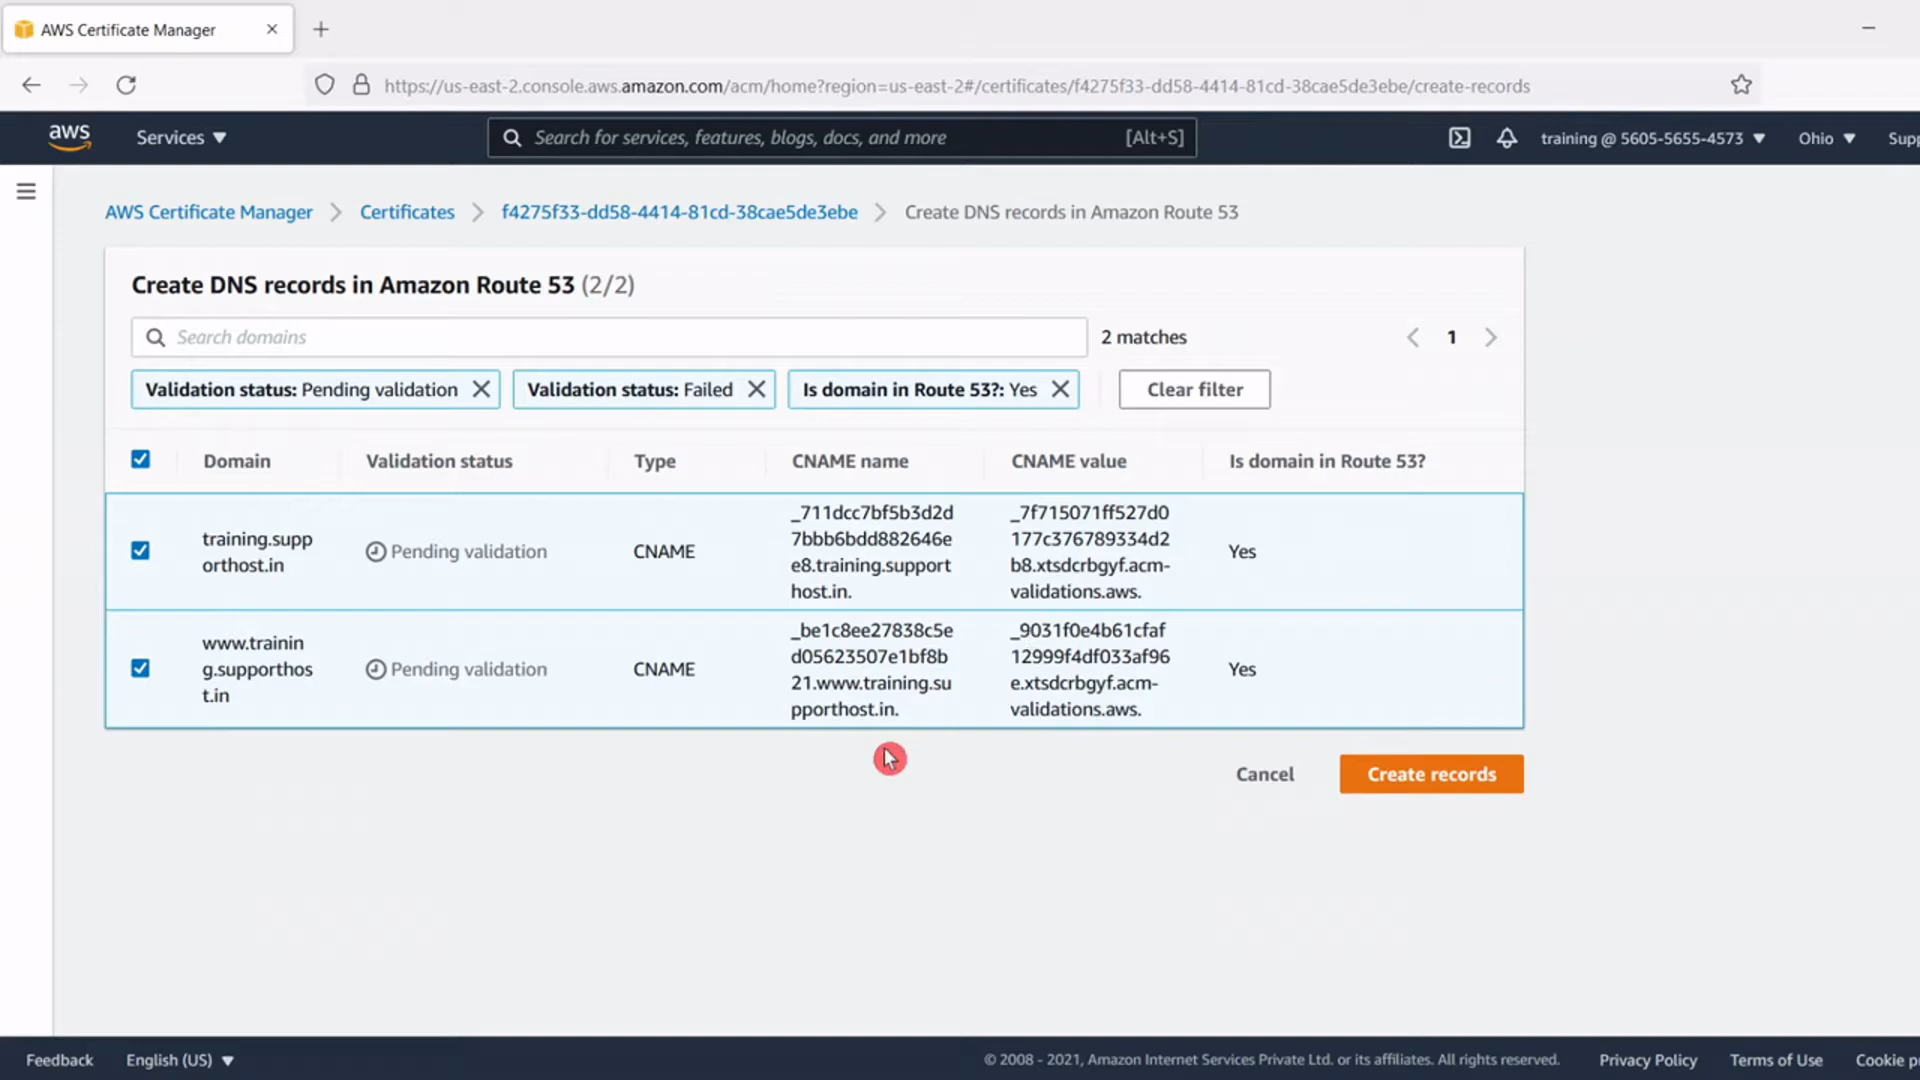 AWS Certificate Manager
https://us-east-2.console.aws.amazon.com/acm/home?region=us-east-2#/certificates/f4275f33-dd58-4414-81cd-38cae5de3ebe/create-records
aws Services Search for services, features, blogs, docs, and more [Alt+S] training @ 5605-5655-4573 Ohio Supp
AWS Certificate Manager Certificates f4275f33-dd58-4414-81cd-38cae5de3ebe Create DNS records in Amazon Route 53
Create DNS records in Amazon Route 53 (2/2)
Search domains 2 matches 1
Validation status: Pending validation Validation status: Failed Is domain in Route 53?: Yes Clear filter
Domain Validation status Type CNAME name CNAME value Is domain in Route 53?
training.supp
orthost.in
Pending validation
CNAME
_711dcc7bf5b3d2d
7bbb6bdd882646e
e8.training.support
host.in.
_7f715071ff527d0
177c376789334d2
b8.xtsdcrbgyf.acm-
validations.aws.
Yes
www.trainin
g.supporthos
t.in
Pending validation
CNAME
_be1c8ee27838c5e
d05623507e1bf8b
21.www.training.su
pporthost.in.
_9031f0e4b61cfaf
12999f4df033af96
e.xtsdcrbgyf.acm-
validations.aws.
Yes
Cancel Create records
Feedback English (US) © 2008 - 2021, Amazon Internet Services Private Ltd. or its affiliates. All rights reserved. Privacy Policy Terms of Use Cookie p